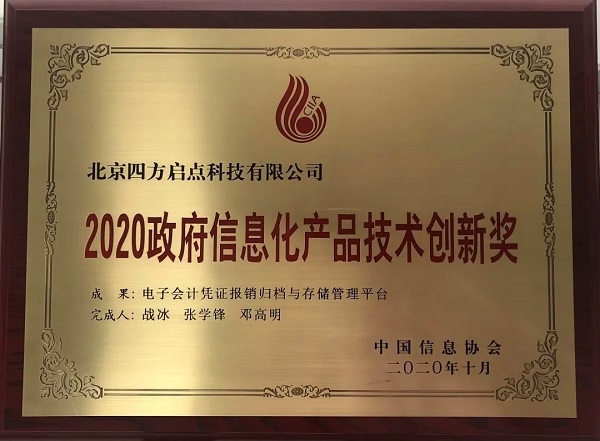 CIIA
北京四方启点科技有限公司
2020政府信息化产品技术创新奖
成 果: 电子会计凭证报销归档与存储管理平台
完成人: 战冰 张学锋 邓高明
中国信息协会
二〇二〇年十月